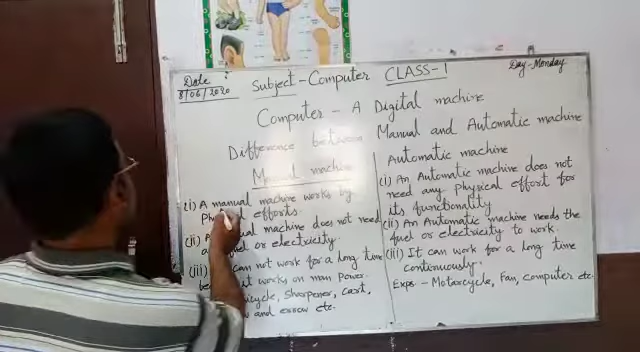 Date
8/06/2020
Subject-Computer CLASS-1
Day-Monday
Computer - A Digital machine
Difference between Manual and Automatic machine
Manual machine
(i) A manual machine works by
efforts.
(ii) machine does not need
or electricity.
(iii) can not work for a long time
it works on man power.
Sharpener, cart,
and etc.
Automatic machine
(i) An Automatic machine does not
need any physical effort for
its functionality
(ii) An Automatic machine needs the
fuel or electricity to work.
(iii) It can work for a long time
continuously.
Exps - Motorcycle, Fan, computer etc.